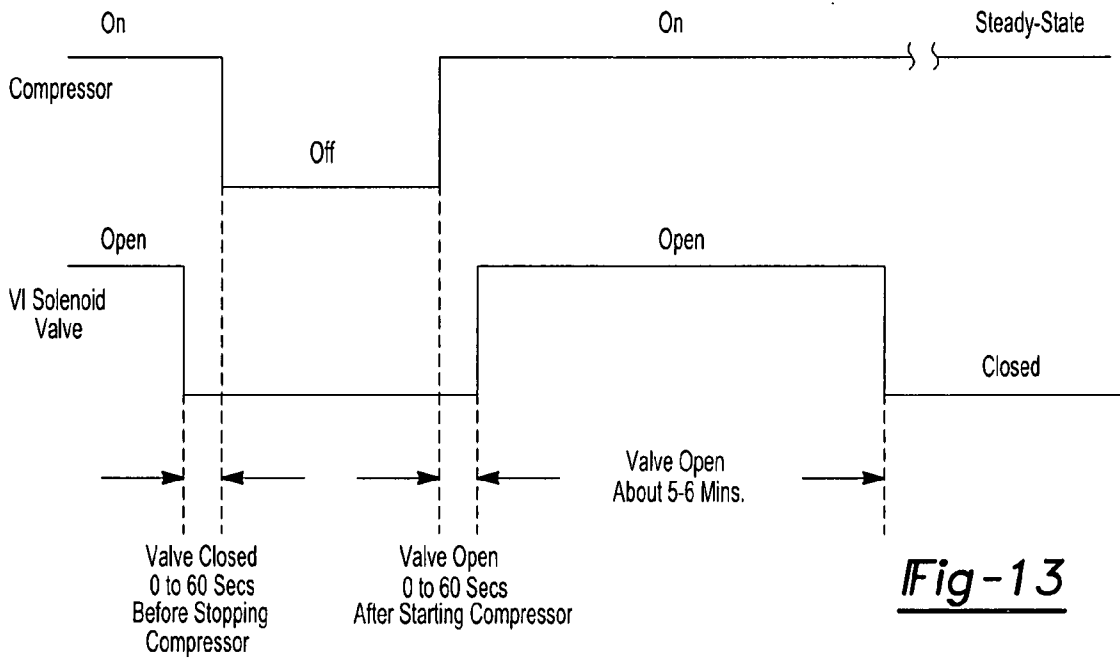 On
On
Steady-State
Compressor
Off
Open
Open
VI Solenoid
Valve
Closed
Valve Open
About 5-6 Mins.
Valve Closed
0 to 60 Secs
Before Stopping
Compressor
Valve Open
0 to 60 Secs
After Starting Compressor
Fig-13